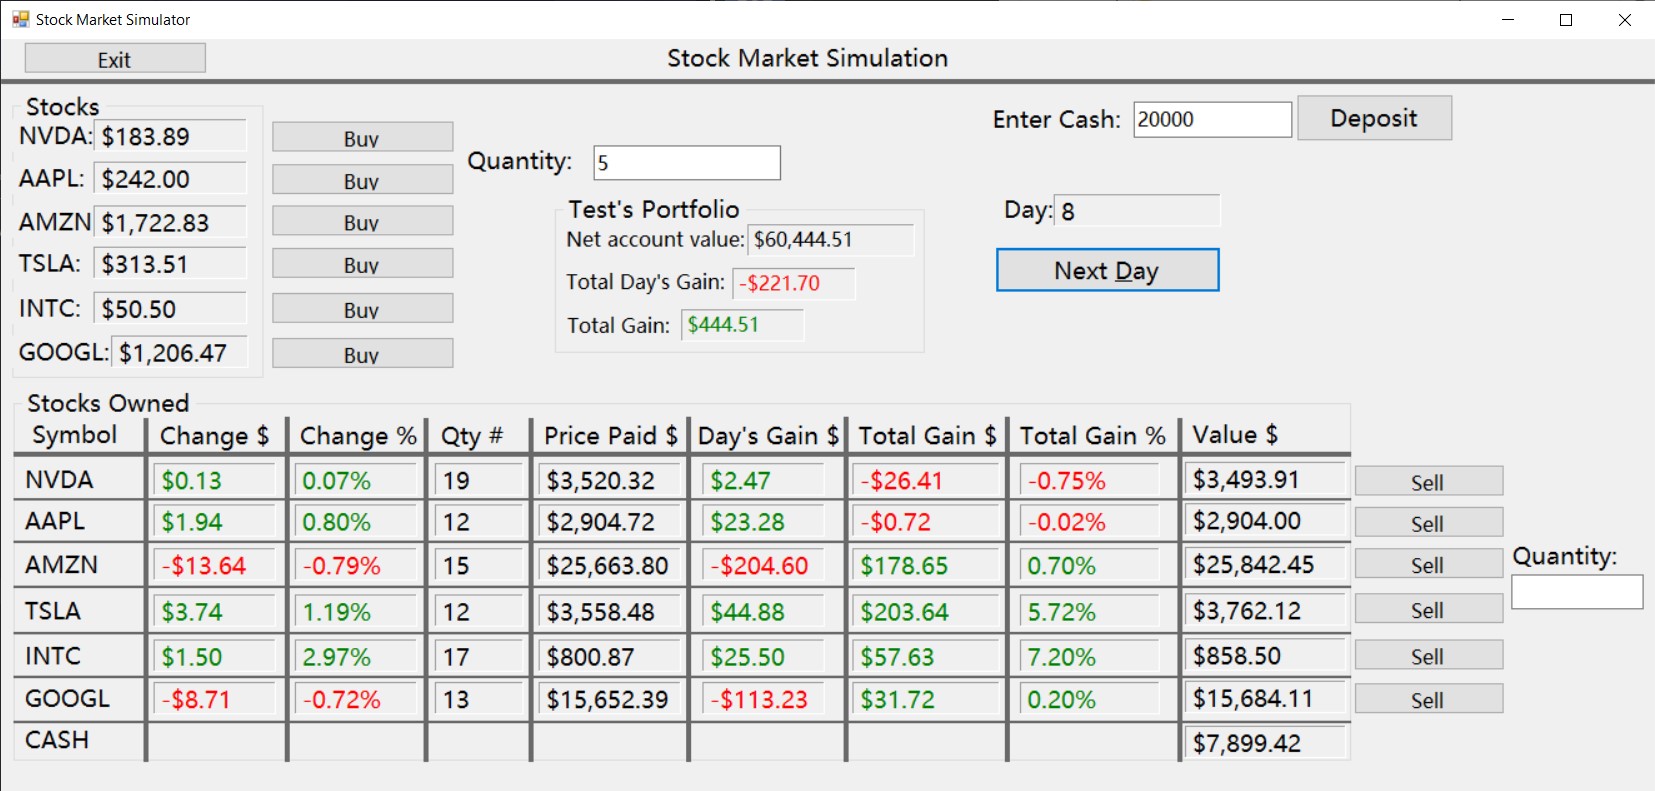 Stock Market Simulator
Exit
Stock Market Simulation
Stocks
NVDA: $183.89 Buy
AAPL: $242.00 Buy
AMZN $1,722.83 Buy
TSLA: $313.51 Buy
INTC: $50.50 Buy
GOOGL: $1,206.47 Buy
Quantity: 5
Test's Portfolio
Net account value: $60,444.51
Total Day's Gain: -$221.70
Total Gain: $444.51
Enter Cash: 20000 Deposit
Day: 8
Next Day
Stocks Owned
Symbol Change $ Change % Qty # Price Paid $ Day's Gain $ Total Gain $ Total Gain % Value $
NVDA $0.13 0.07% 19 $3,520.32 $2.47 -$26.41 -0.75% $3,493.91 Sell
AAPL $1.94 0.80% 12 $2,904.72 $23.28 -$0.72 -0.02% $2,904.00 Sell
AMZN -$13.64 -0.79% 15 $25,663.80 -$204.60 $178.65 0.70% $25,842.45 Sell
TSLA $3.74 1.19% 12 $3,558.48 $44.88 $203.64 5.72% $3,762.12 Sell
INTC $1.50 2.97% 17 $800.87 $25.50 $57.63 7.20% $858.50 Sell
GOOGL -$8.71 -0.72% 13 $15,652.39 -$113.23 $31.72 0.20% $15,684.11 Sell
CASH $7,899.42
Quantity: